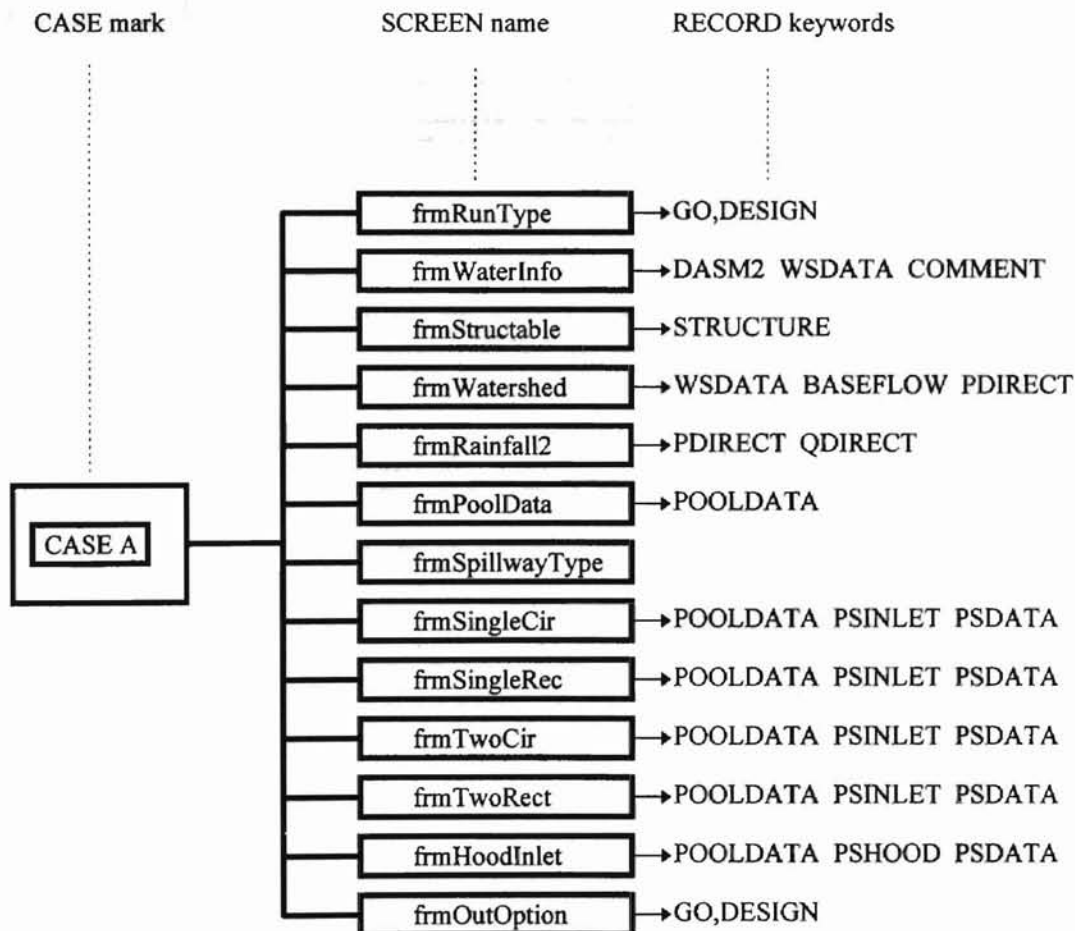 CASE mark SCREEN name RECORD keywords
frmRunType GO,DESIGN
frmWaterInfo DASM2 WSDATA COMMENT
frmStructable STRUCTURE
frmWatershed WSDATA BASEFLOW PDIRECT
frmRainfall2 PDIRECT QDIRECT
frmPoolData POOLDATA
CASE A
frmSpillwayType
frmSingleCir POOLDATA PSINLET PSDATA
frmSingleRec POOLDATA PSINLET PSDATA
frmTwoCir POOLDATA PSINLET PSDATA
frmTwoRect POOLDATA PSINLET PSDATA
frmHoodInlet POOLDATA PSHOOD PSDATA
frmOutOption GO,DESIGN